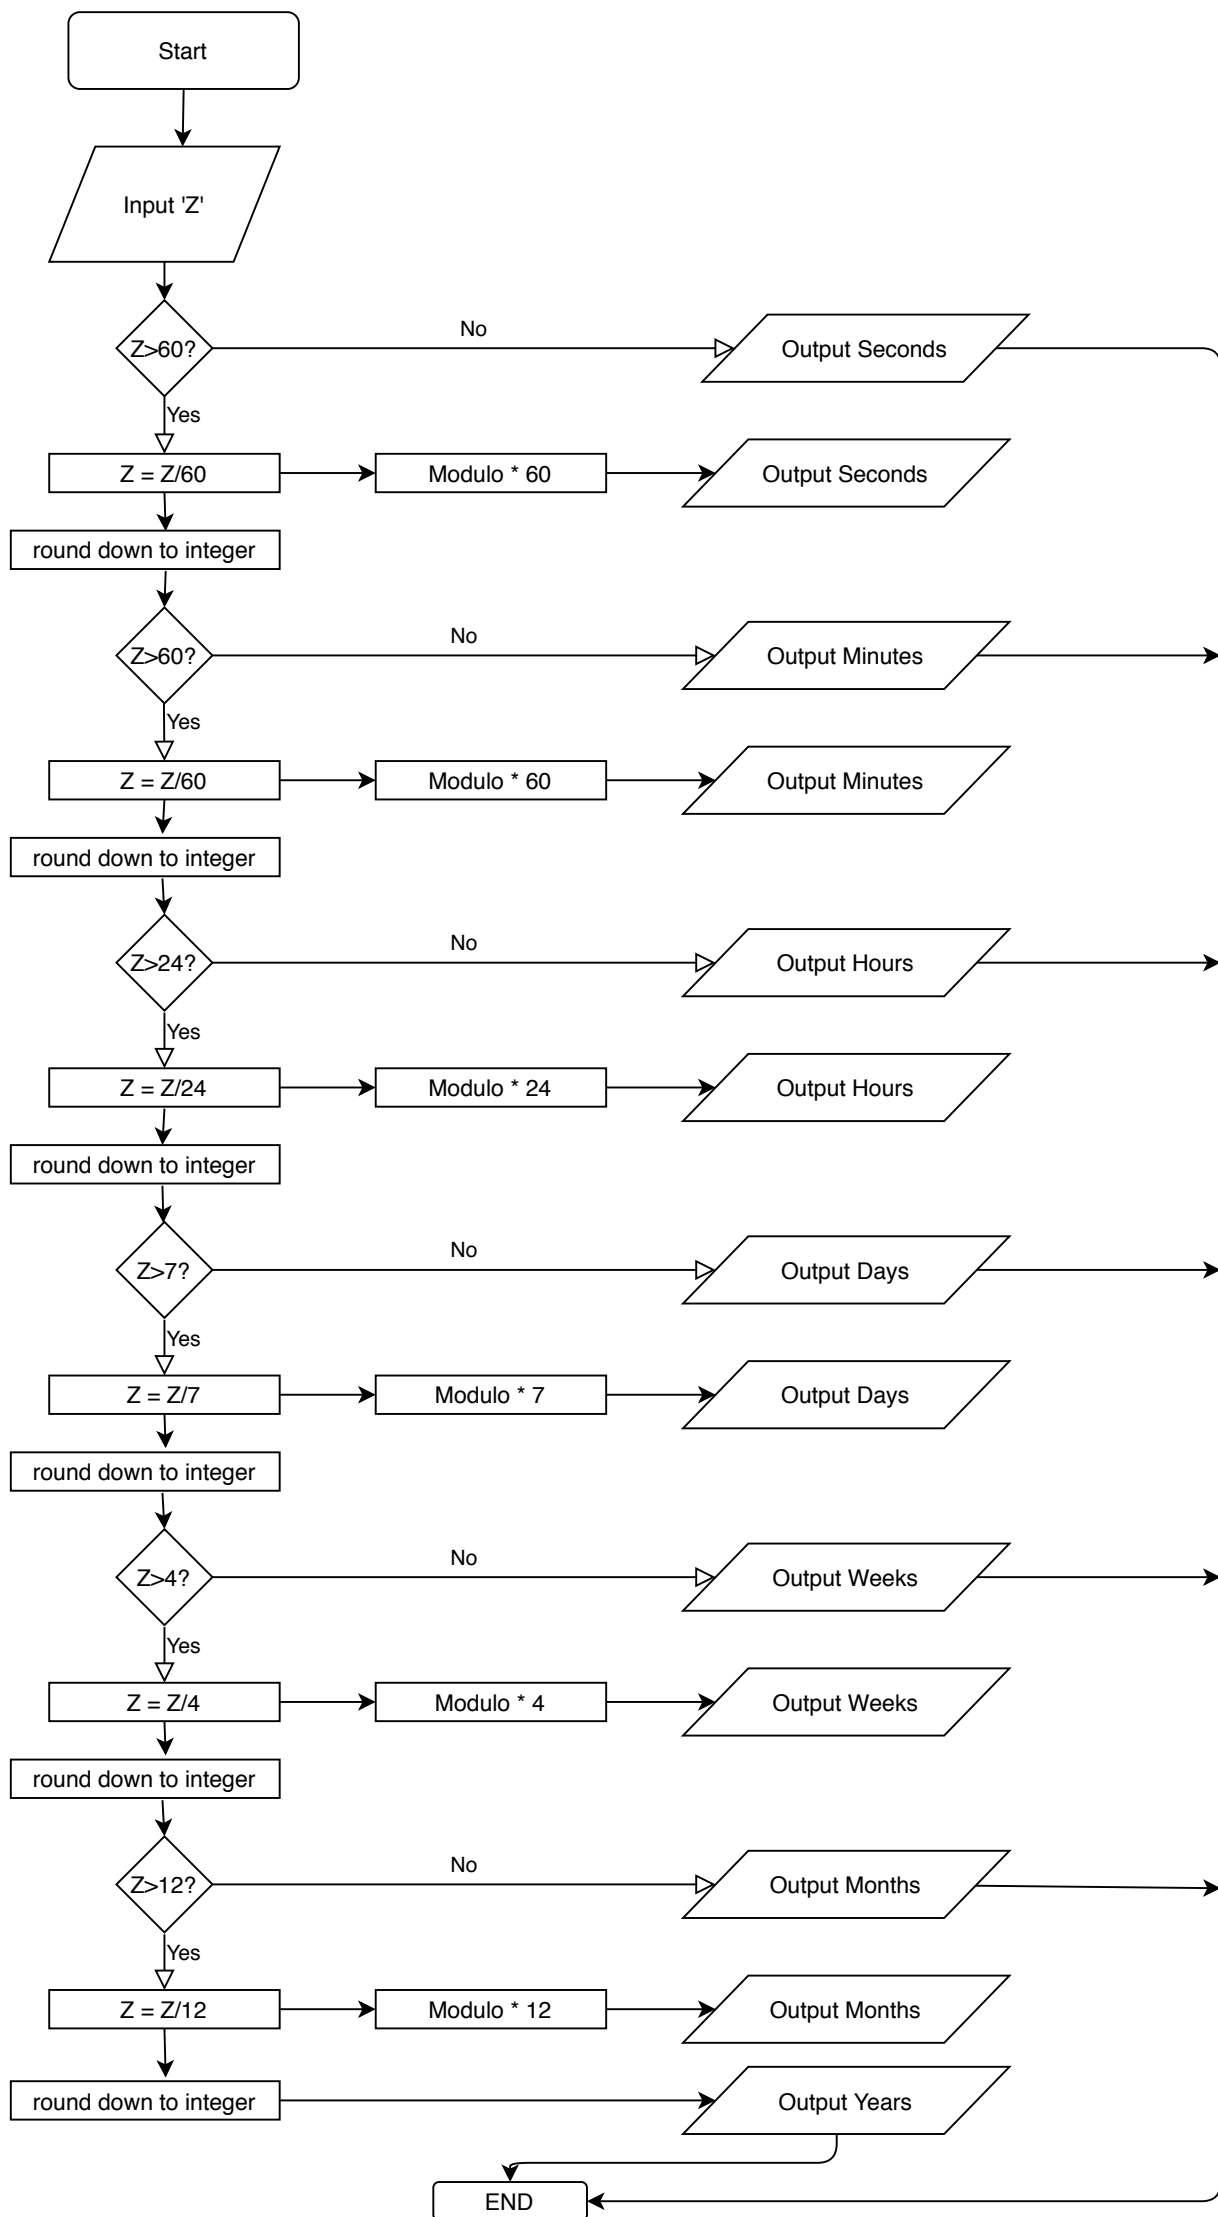 Start
Input 'Z'
Z>60?
No
Output Seconds
Yes
Z = Z/60
Modulo * 60
Output Seconds
round down to integer
Z>60?
No
Output Minutes
Yes
Z = Z/60
Modulo * 60
Output Minutes
round down to integer
Z>24?
No
Output Hours
Yes
Z = Z/24
Modulo * 24
Output Hours
round down to integer
Z>7?
No
Output Days
Yes
Z = Z/7
Modulo * 7
Output Days
round down to integer
Z>4?
No
Output Weeks
Yes
Z = Z/4
Modulo * 4
Output Weeks
round down to integer
Z>12?
No
Output Months
Yes
Z = Z/12
Modulo * 12
Output Months
round down to integer
Output Years
END